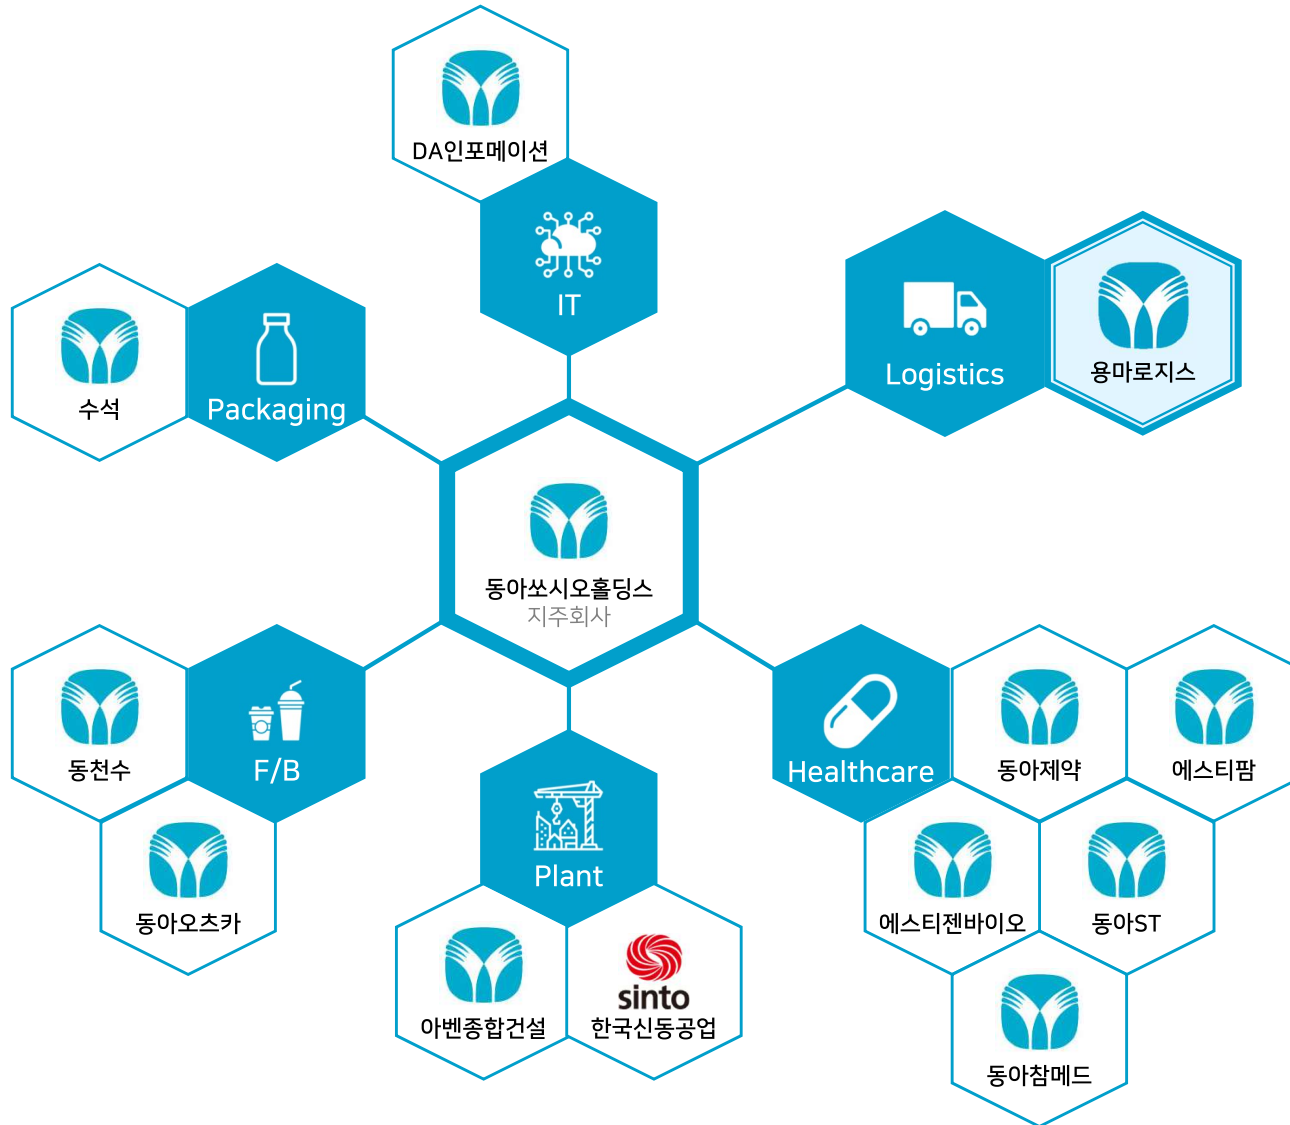 DA인포메이션
IT
Logistics
용마로지스
수석
Packaging
동아쏘시오홀딩스
지주회사
동천수
F/B
동아오츠카
Plant
아벤종합건설
sinto
한국신동공업
Healthcare
동아제약
에스티팜
에스티젠바이오
동아ST
동아참메드